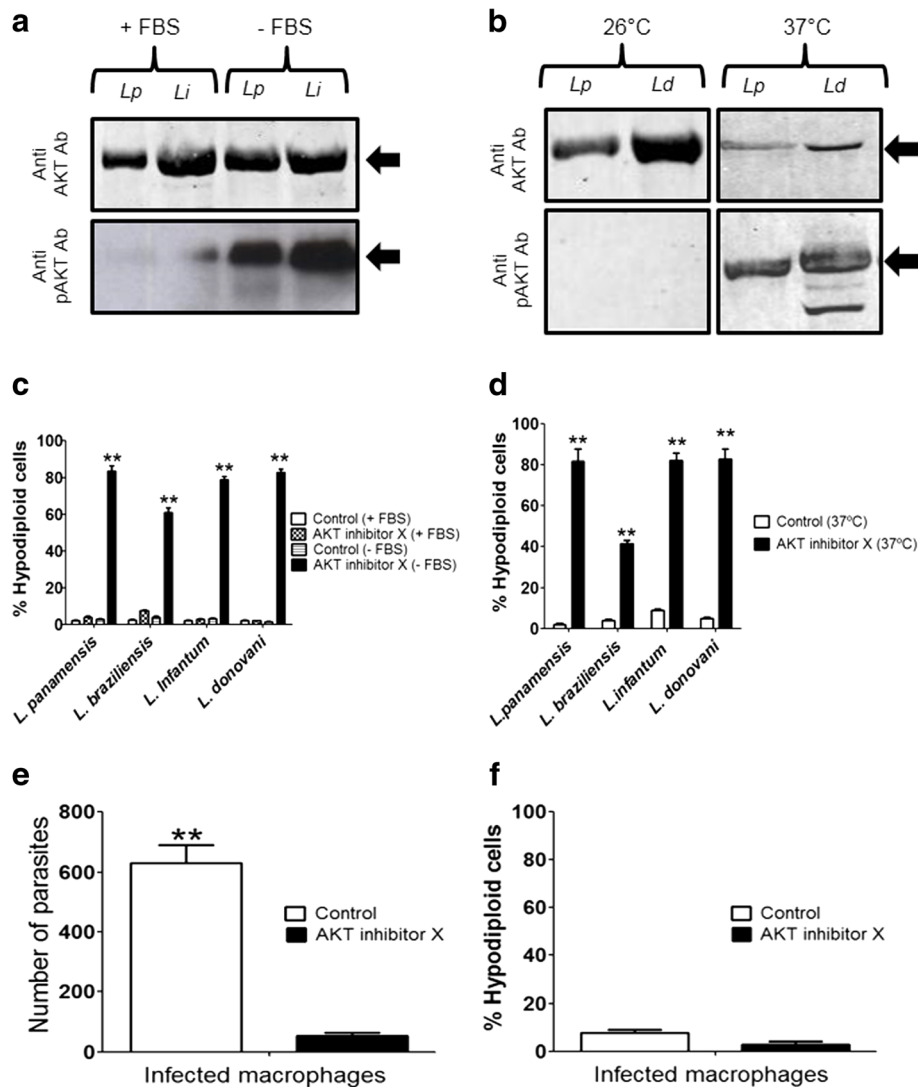 a
+ FBS
- FBS
Lp
Li
Lp
Li
Anti
AKT Ab
Anti
pAKT Ab
b
26°C
37°C
Lp
Ld
Lp
Ld
Anti
AKT Ab
Anti
pAKT Ab
c
% Hypodiploid cells
100
80
60
40
20
0
**
**
**
**
Control (+ FBS)
AKT inhibitor X (+ FBS)
Control (- FBS)
AKT inhibitor X (- FBS)
L. panamensis
L. braziliensis
L. Infantum
L. donovani
d
% Hypodiploid cells
100
80
60
40
20
0
**
**
**
**
Control (37ºC)
AKT inhibitor X (37ºC)
L.panamensis
L. braziliensis
L.infantum
L. donovani
e
Number of parasites
800
600
400
200
0
**
Control
AKT inhibitor X
Infected macrophages
f
% Hypodiploid cells
100
80
60
40
20
0
Control
AKT inhibitor X
Infected macrophages